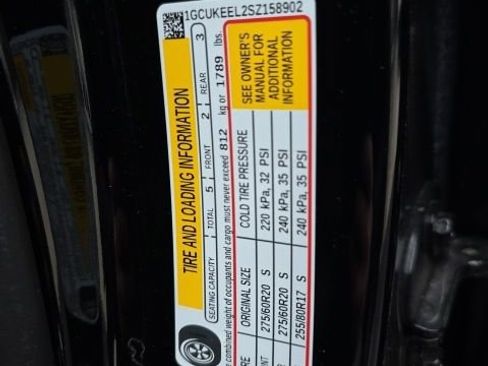 1GCUKEEL2SZ158902
TIRE AND LOADING INFORMATION
SEATING CAPACITY TOTAL 5 FRONT 2 REAR 3
combined weight of occupants and cargo must never exceed 812 kg or 1789 lbs.
ORIGINAL SIZE COLD TIRE PRESSURE
275/60R20 S 220 kPa, 32 PSI
275/60R20 S 240 kPa, 35 PSI
255/80R17 S 240 kPa, 35 PSI
SEE OWNER'S
MANUAL FOR
ADDITIONAL
INFORMATION